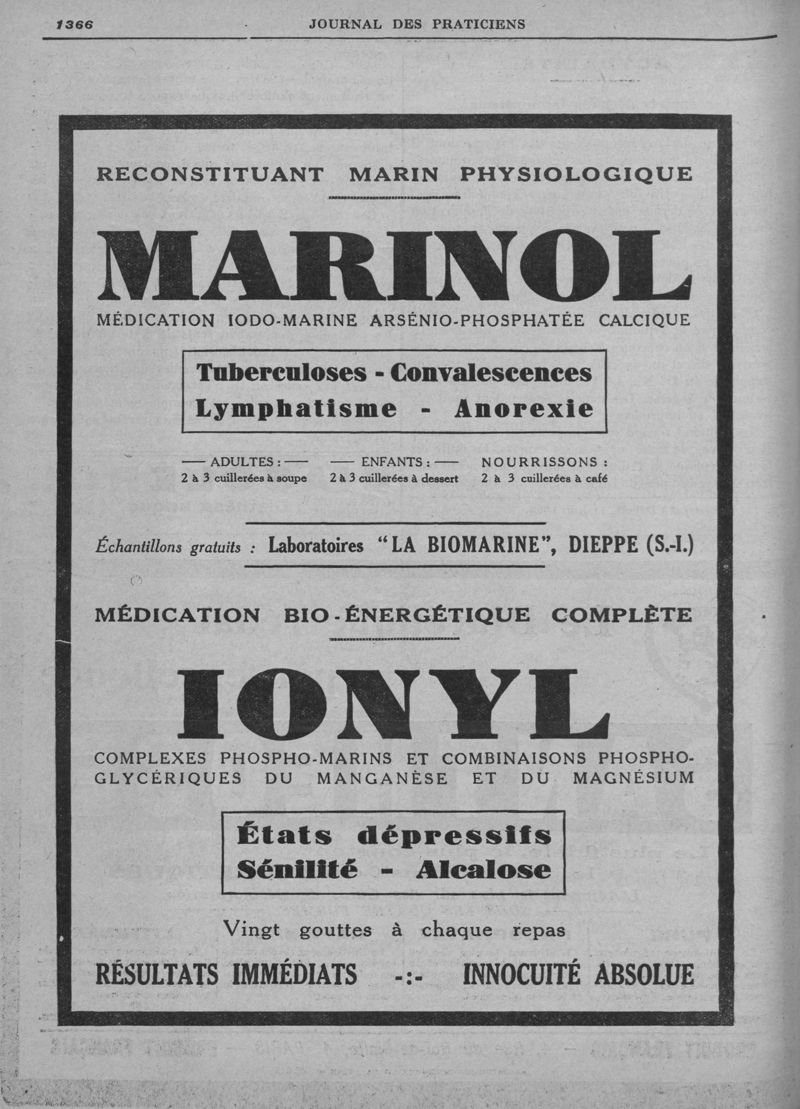 1366
JOURNAL DES PRATICIENS
RECONSTITUANT MARIN PHYSIOLOGIQUE
MARINOL
MÉDICATION IODO-MARINE ARSÉNIO-PHOSPHATÉE CALCIQUE
Tuberculoses - Convalescences
Lymphatisme - Anorexie
— ADULTES : — — ENFANTS : — NOURRISSONS :
2 à 3 cuillerées à soupe 2 à 3 cuillerées à dessert 2 à 3 cuillerées à café
Échantillons gratuits : Laboratoires "LA BIOMARINE", DIEPPE (S.-I.)
MÉDICATION BIO-ÉNERGÉTIQUE COMPLÈTE
IONYL
COMPLEXES PHOSPHO-MARINS ET COMBINAISONS PHOSPHO-
GLYCÉRIQUES DU MANGANÈSE ET DU MAGNÉSIUM
États dépressifs
Sénilité - Alcalose
Vingt gouttes à chaque repas
RÉSULTATS IMMÉDIATS -:- INNOCUITÉ ABSOLUE